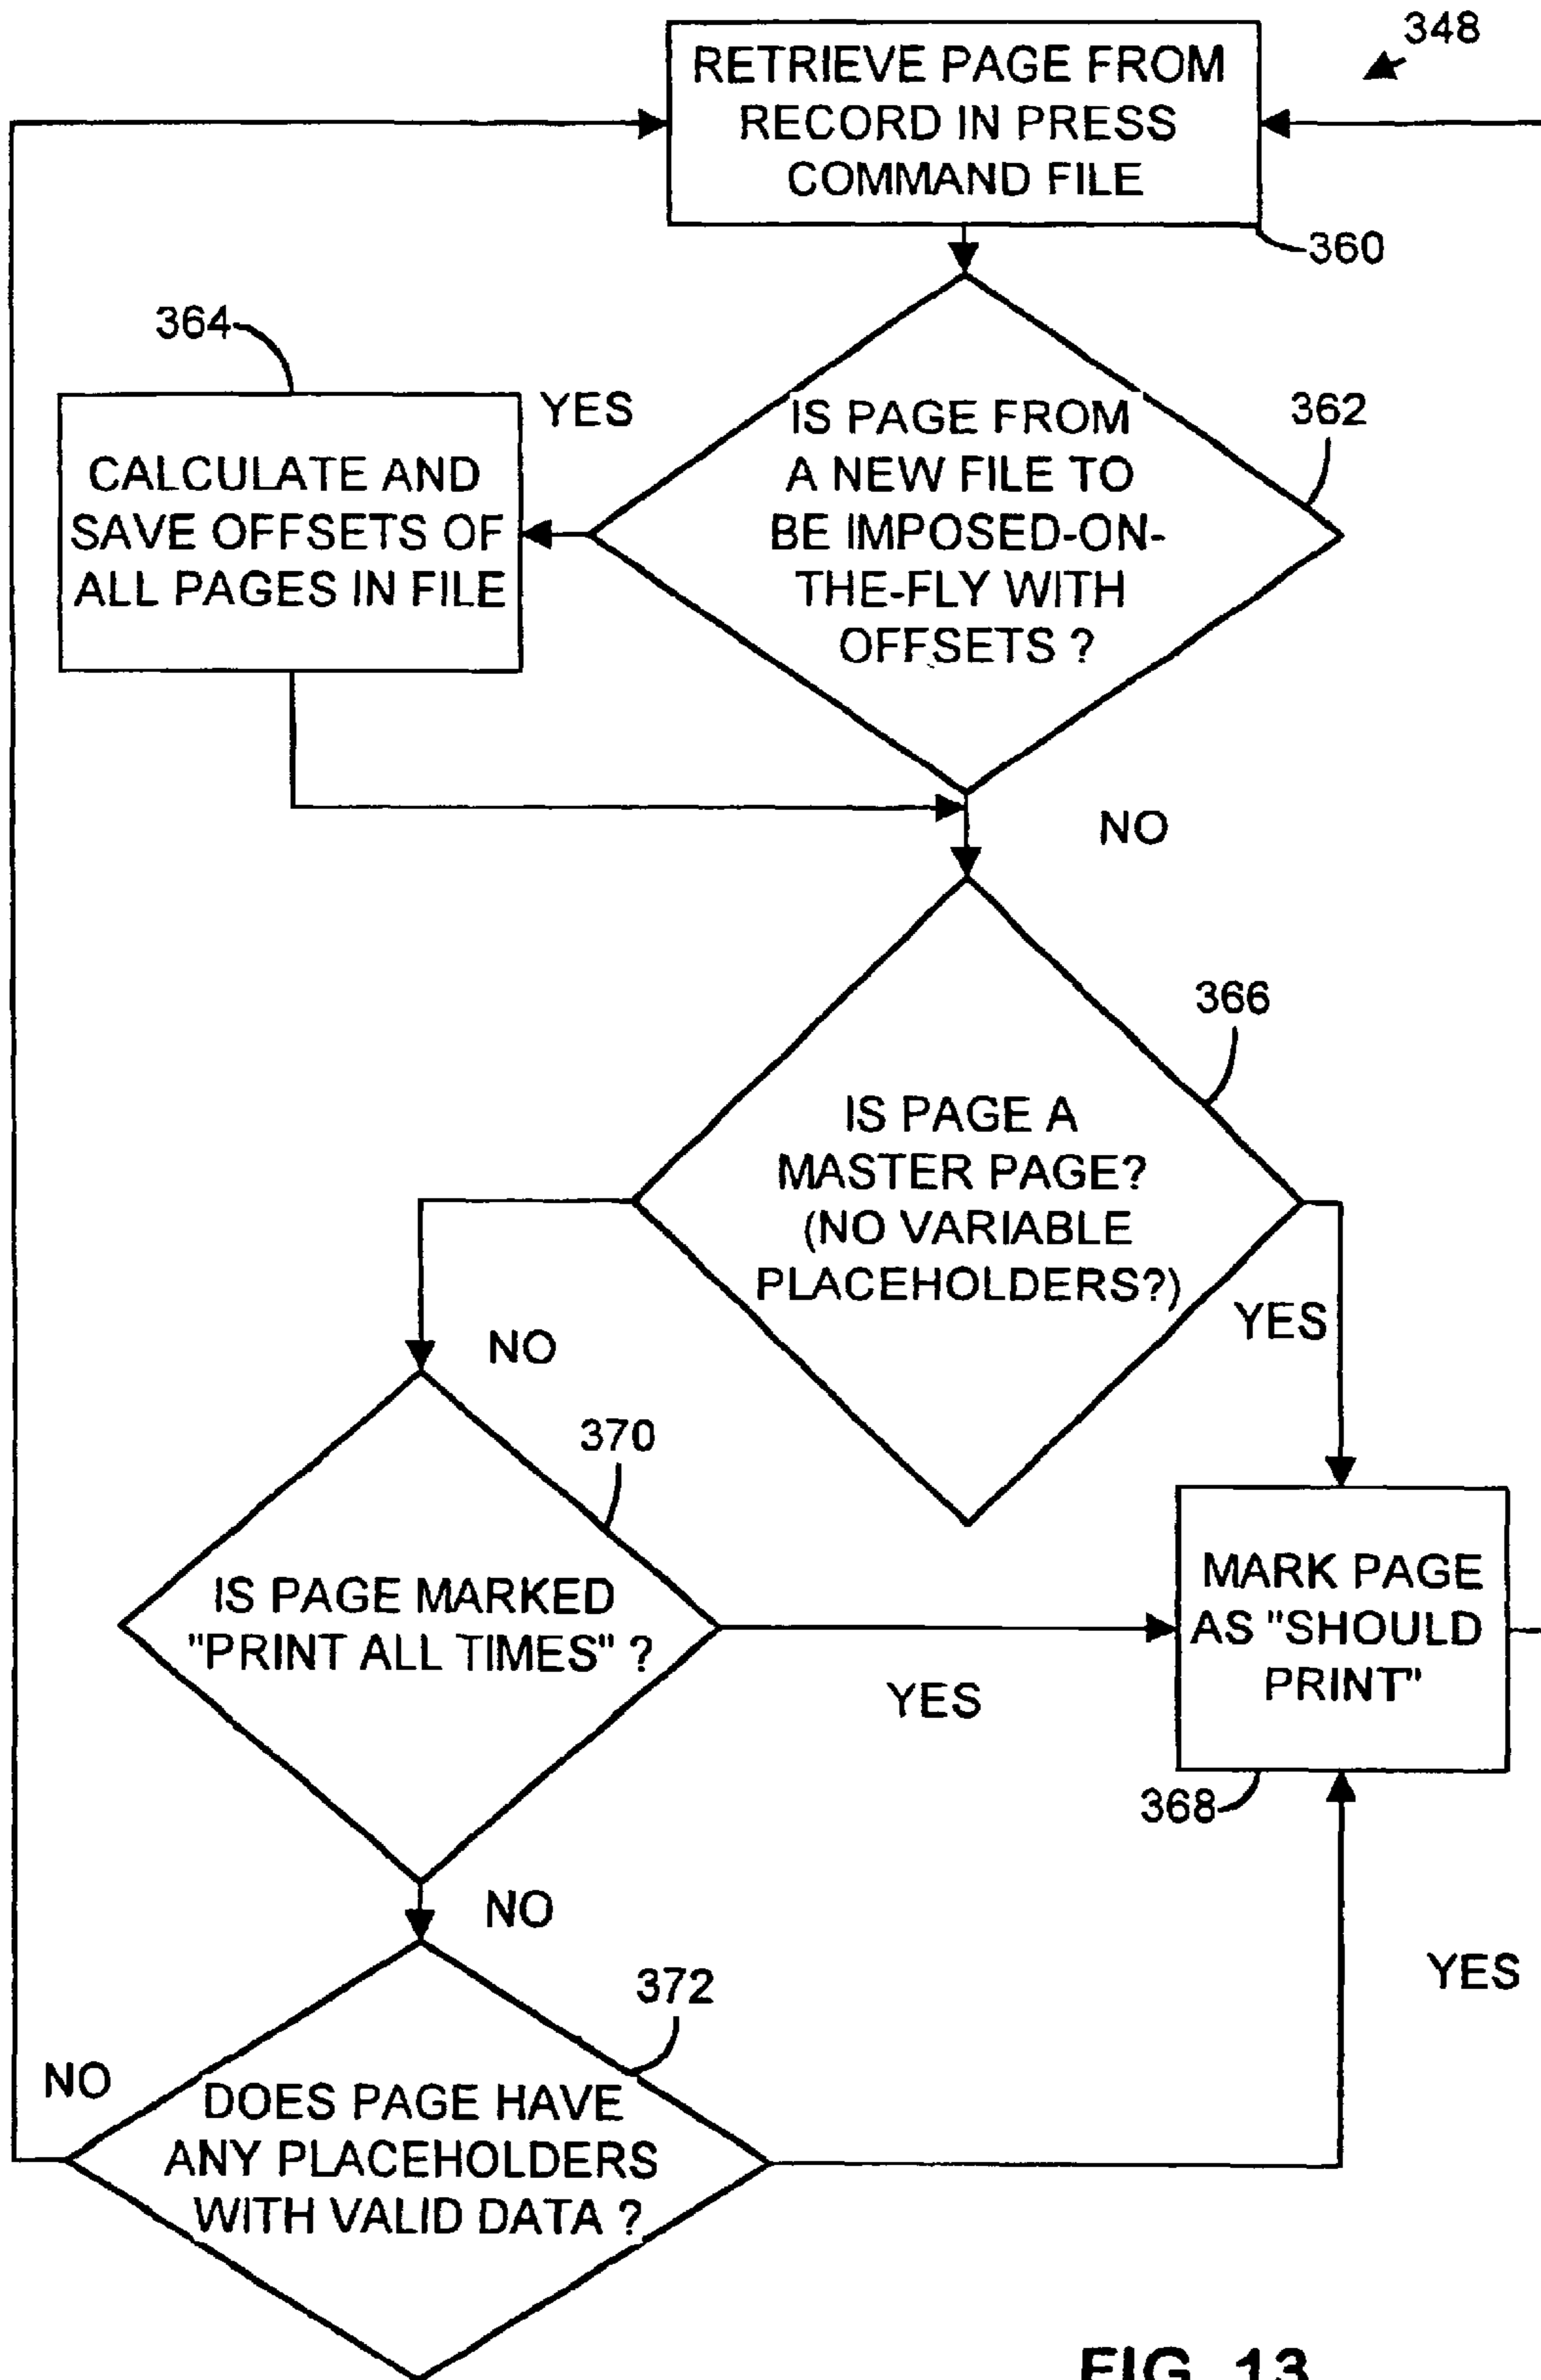 348
RETRIEVE PAGE FROM
RECORD IN PRESS
COMMAND FILE
360
364
YES
362
IS PAGE FROM
A NEW FILE TO
BE IMPOSED-ON-
THE-FLY WITH
OFFSETS ?
CALCULATE AND
SAVE OFFSETS OF
ALL PAGES IN FILE
NO
366
IS PAGE A
MASTER PAGE?
(NO VARIABLE
PLACEHOLDERS?)
YES
NO
370
IS PAGE MARKED
"PRINT ALL TIMES" ?
YES
MARK PAGE
AS "SHOULD
PRINT"
368
NO
372
YES
NO
DOES PAGE HAVE
ANY PLACEHOLDERS
WITH VALID DATA ?
FIG. 13